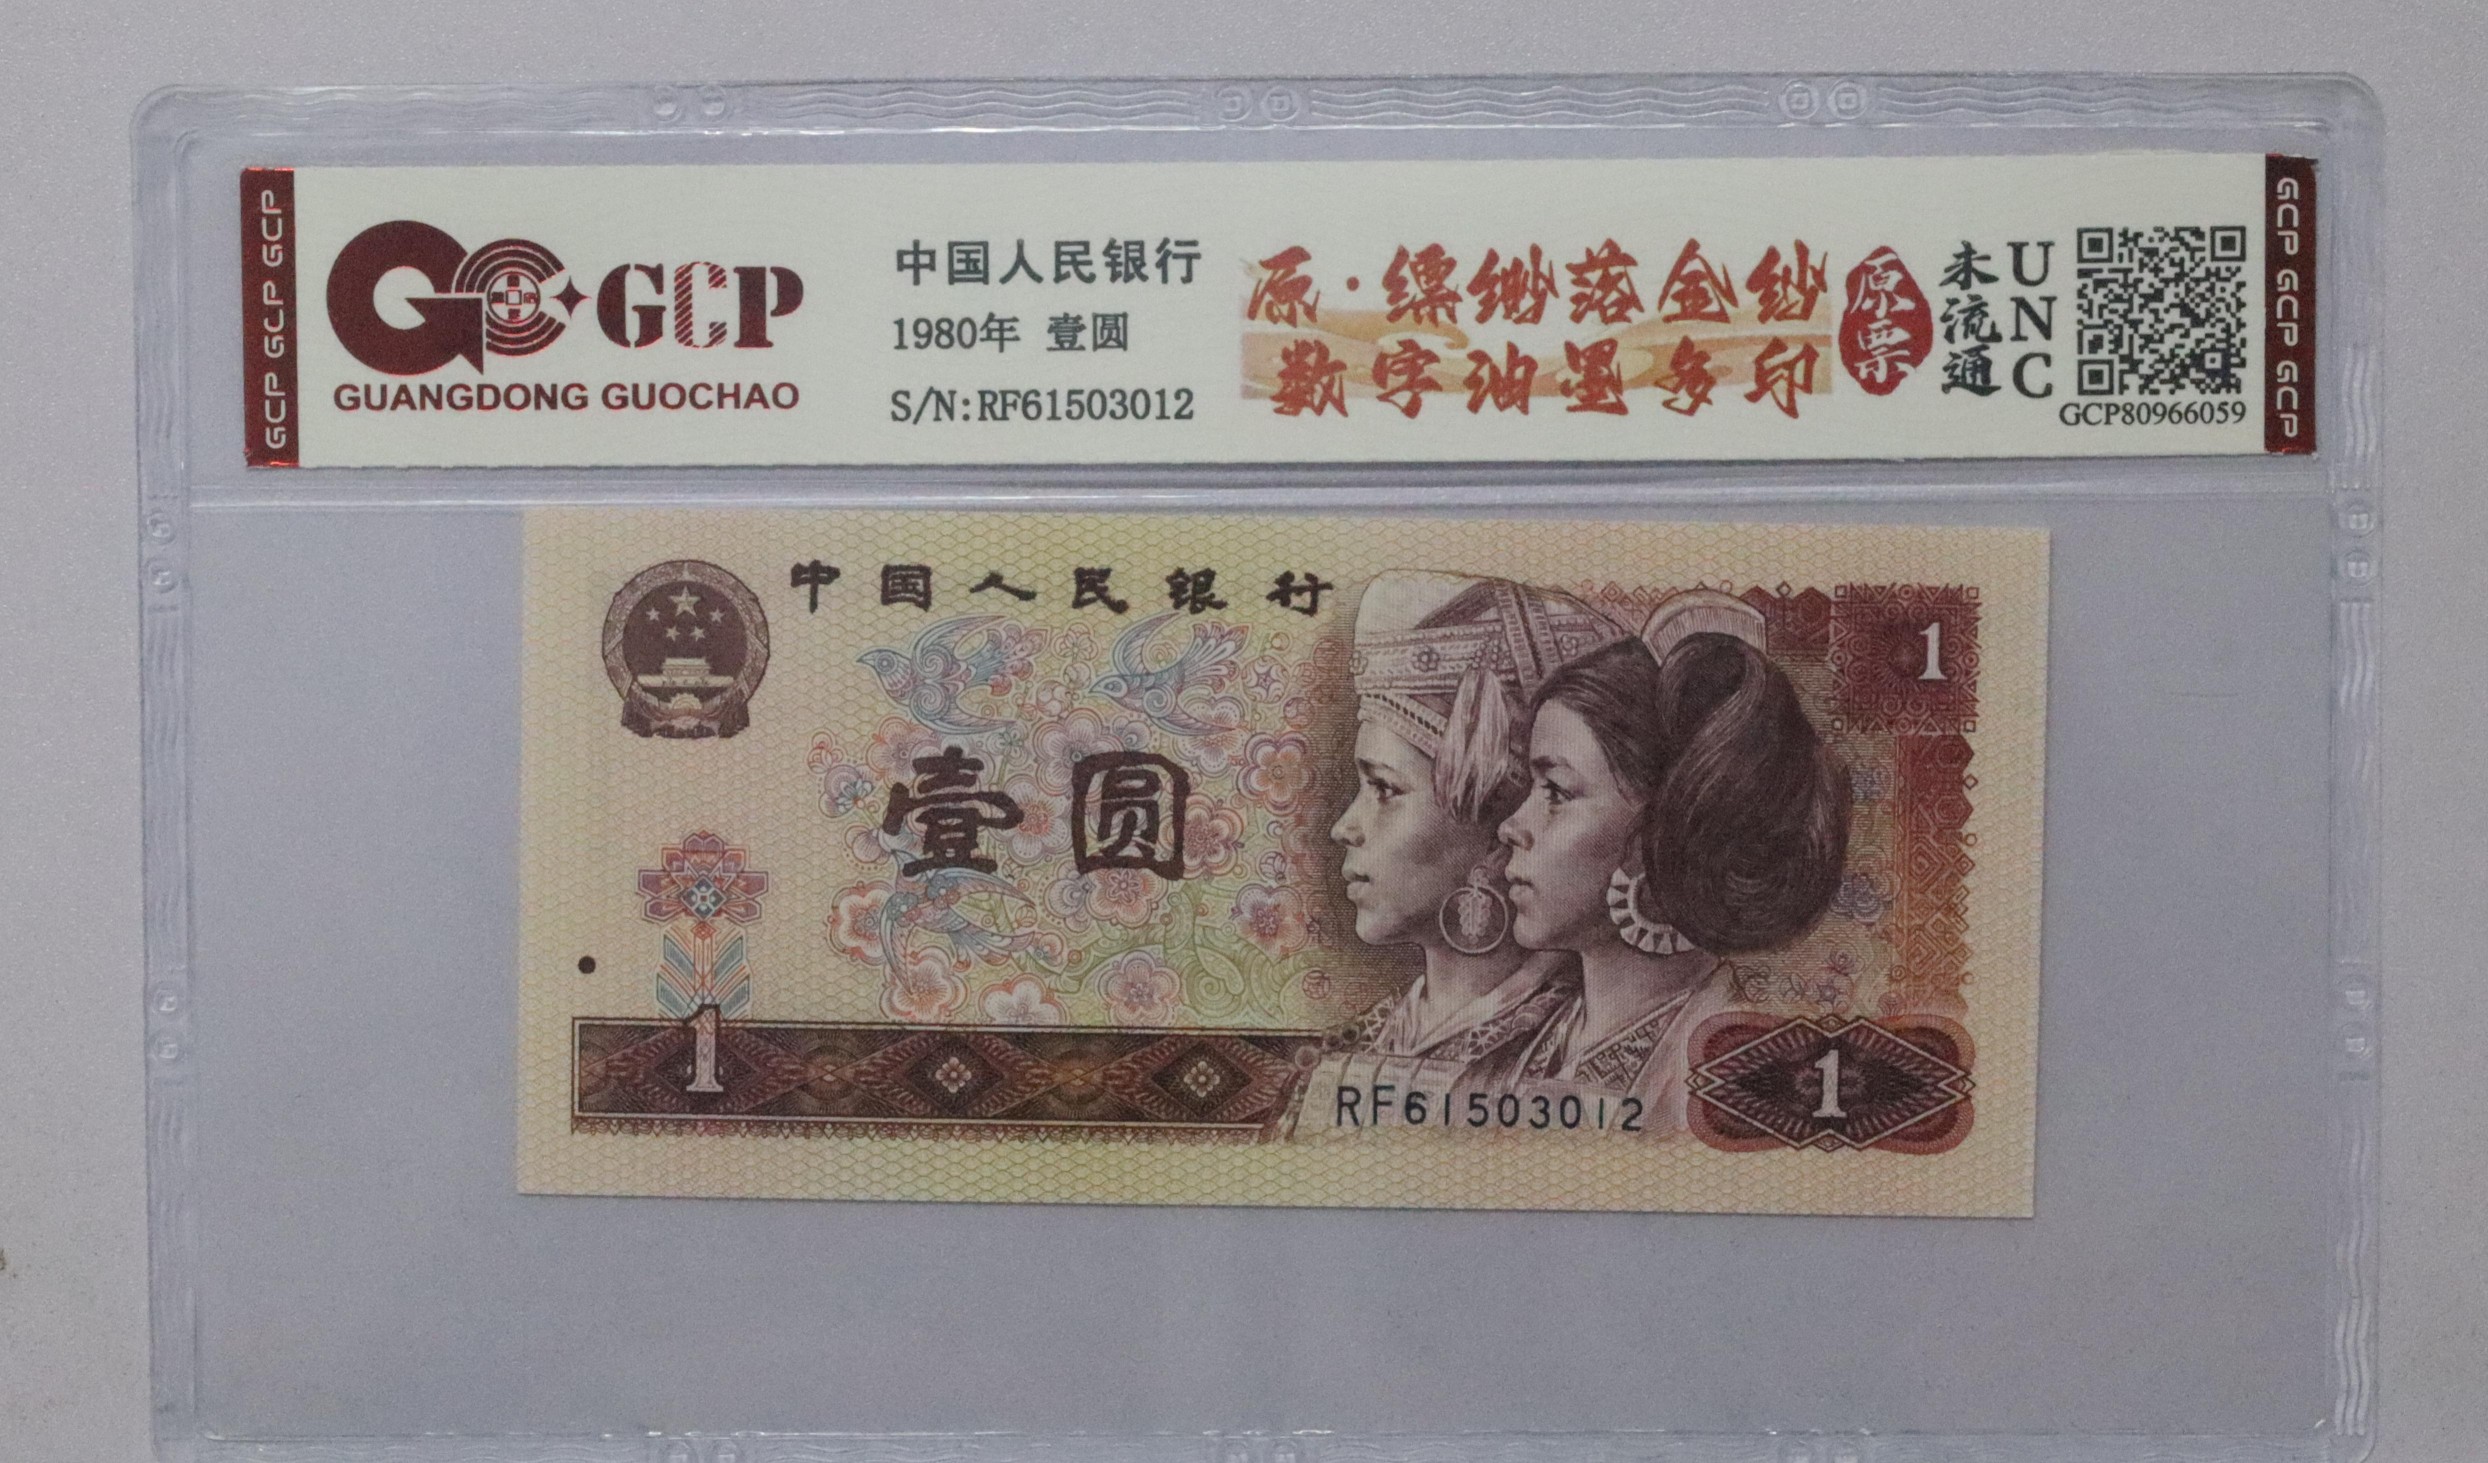 GCP GCP GCP
GCP
GUANGDONG GUOCHAO
中国人民银行
1980年 壹圆
S/N:RF61503012
原·缥缈落金纱
数字油墨多印
原票
未流通
UNC
GCP80966059
GCP GCP GCP
中国人民银行
1
壹圆
1
RF61503012
1